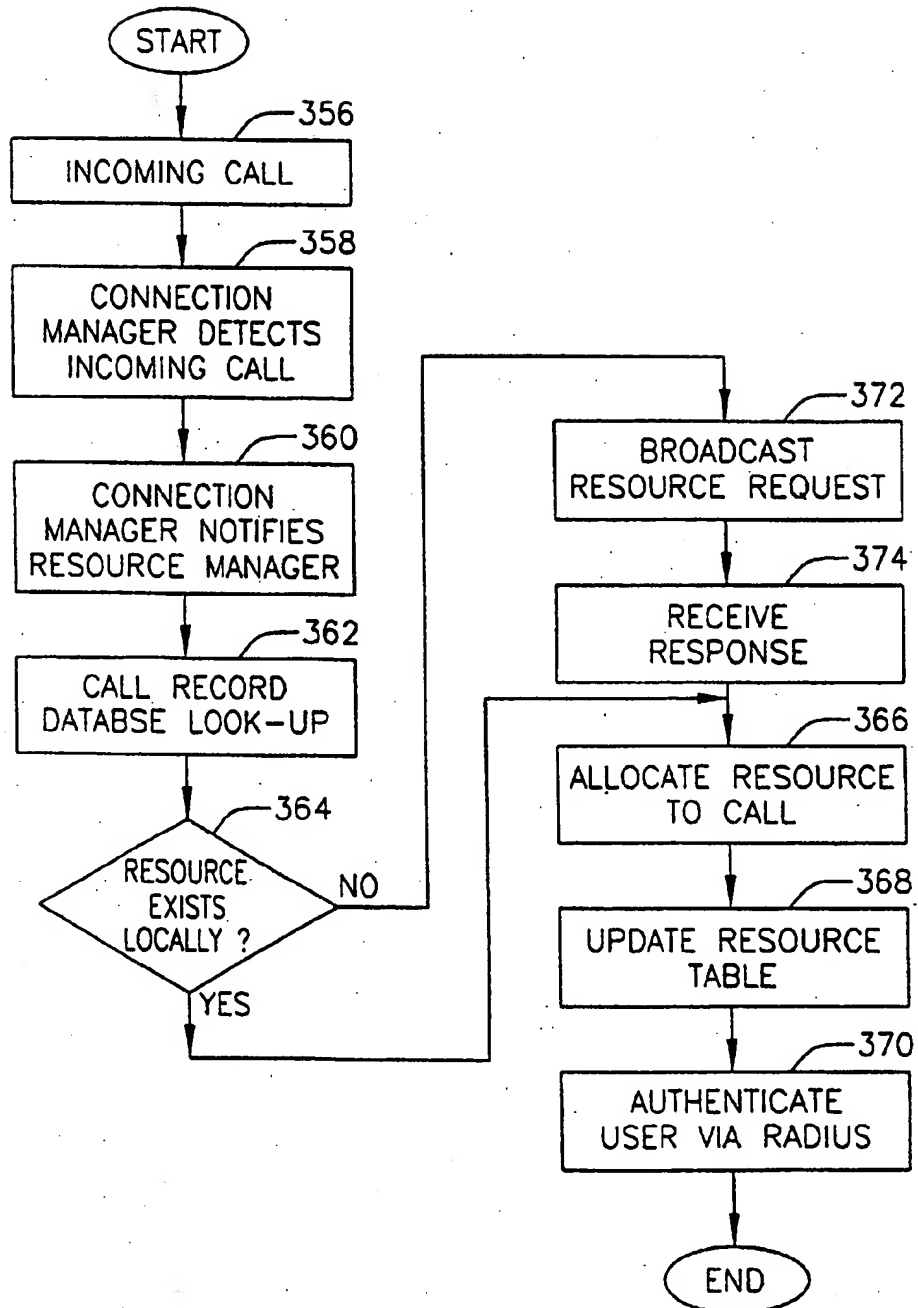 START
356
INCOMING CALL
358
CONNECTION
MANAGER DETECTS
INCOMING CALL
360
CONNECTION
MANAGER NOTIFIES
RESOURCE MANAGER
362
CALL RECORD
DATABSE LOOK-UP
364
RESOURCE
EXISTS
LOCALLY ?
NO
YES
372
BROADCAST
RESOURCE REQUEST
374
RECEIVE
RESPONSE
366
ALLOCATE RESOURCE
TO CALL
368
UPDATE RESOURCE
TABLE
370
AUTHENTICATE
USER VIA RADIUS
END